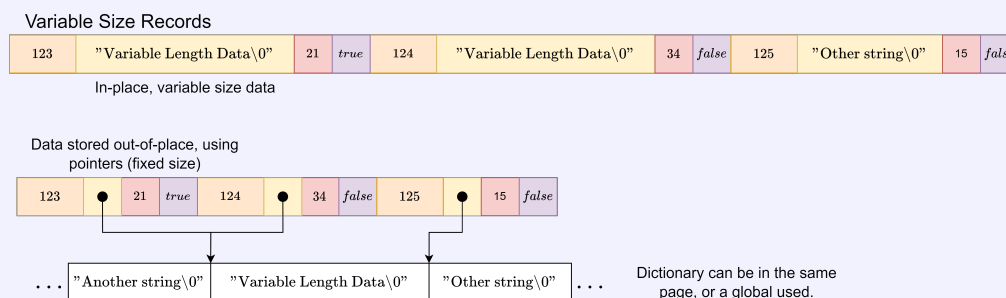 Variable Size Records
123 "Variable Length Data\0" 21 true 124 "Variable Length Data\0" 34 false 125 "Other string\0" 15
In-place, variable size data
Data stored out-of-place, using
pointers (fixed size)
123 21 true 124 34 false 125 15 false
... "Another string\0" "Variable Length Data\0" "Other string\0" ...
Dictionary can be in the same
page, or a global used.